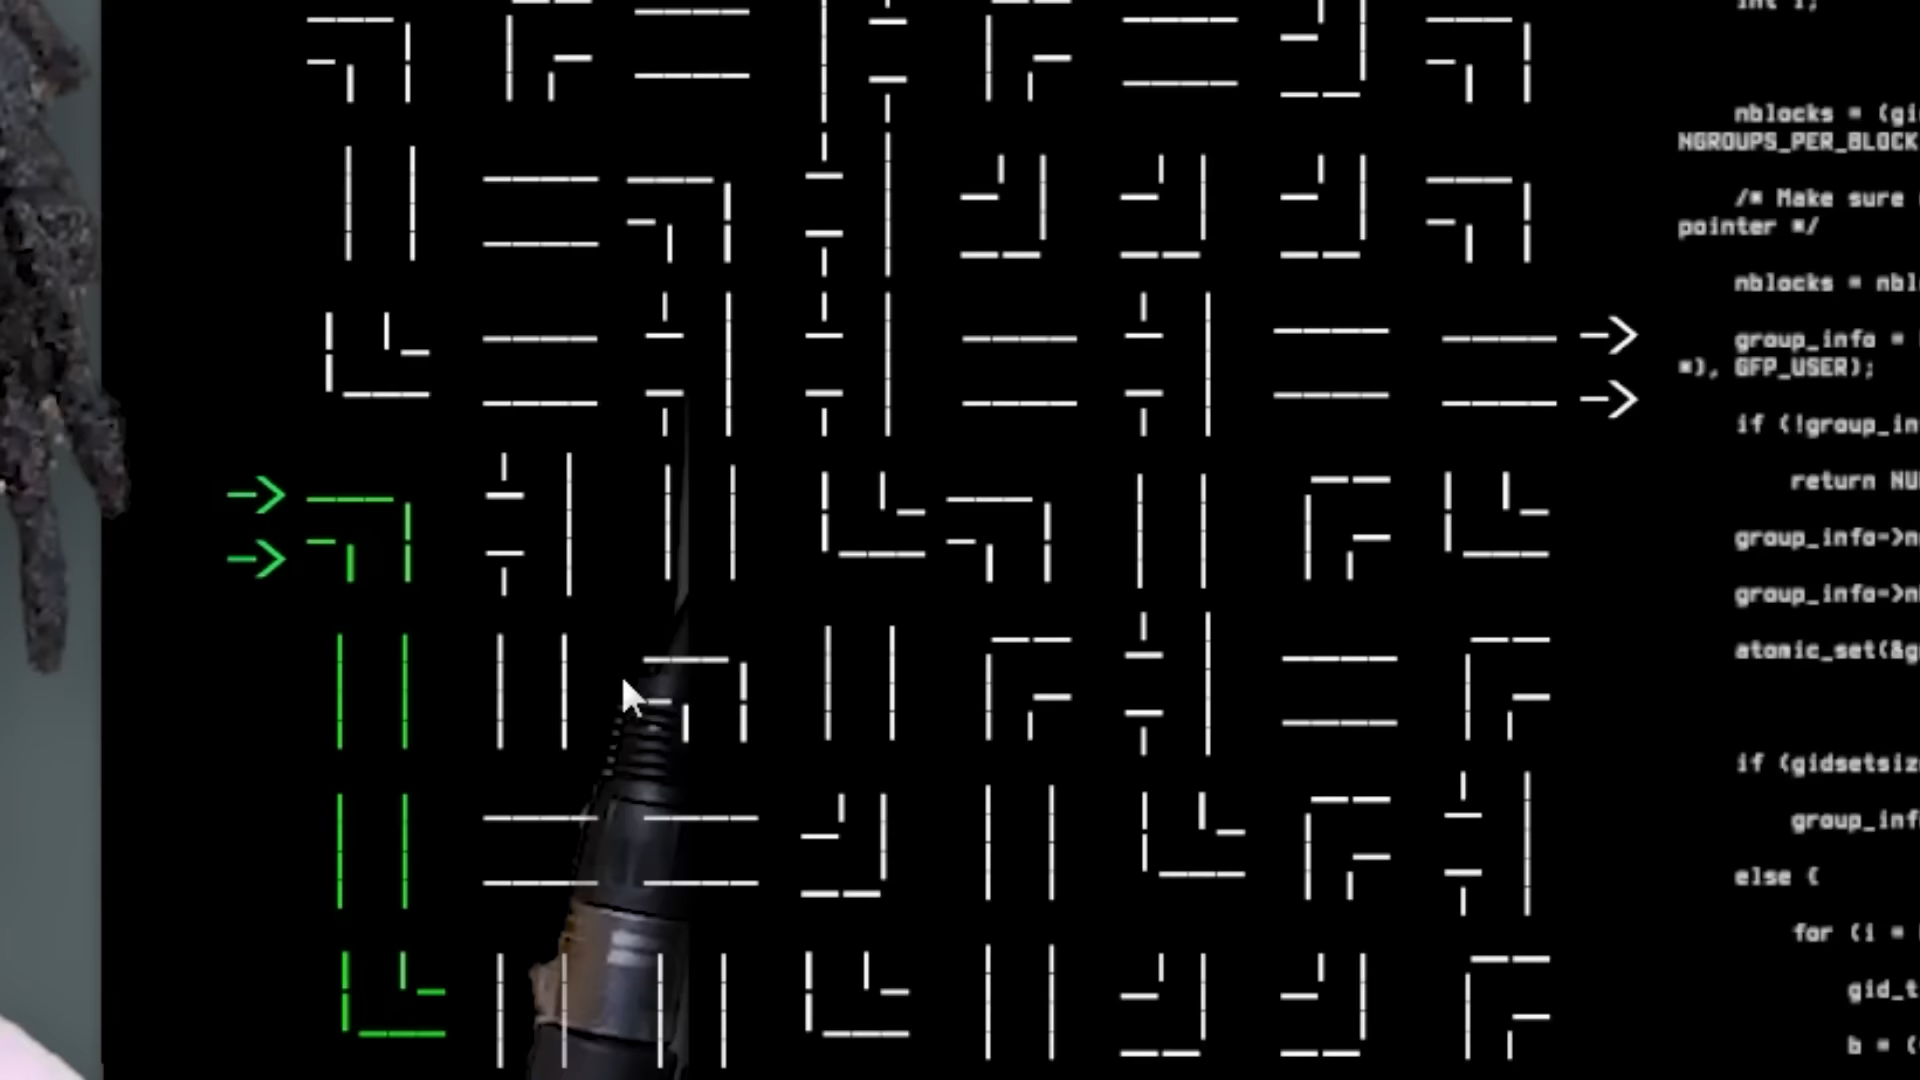 int i;
nblocks = (gi
NGROUPS_PER_BLOCK
/* Make sure
pointer */
nblocks = nbl
group_info =
*), GFP_USER);
if (!group_in
return NU
group_info->n
group_info->n
atomic_set(&g
if (gidsetsiz
group_inf
else {
for (i =
gid_t
b = (